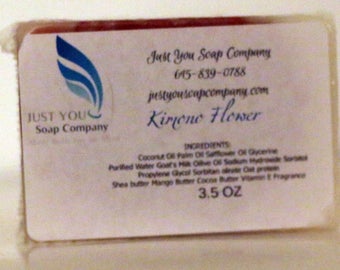 Just You Soap Company
615-839-0788
justyousoapcompany.com
Kimono Flower
JUST YOU
Soap Company
INGREDIENTS:
Coconut Oil Palm Oil Safflower Oil Glycerine
Purified Water Goat's Milk Olive Oil Sodium Hydroxide Sorbitol
Propylene Glycol Sorbitan oleate Oat protein
Shea butter Mango Butter Cocoa Butter Vitamin E Fragrance
3.5 OZ